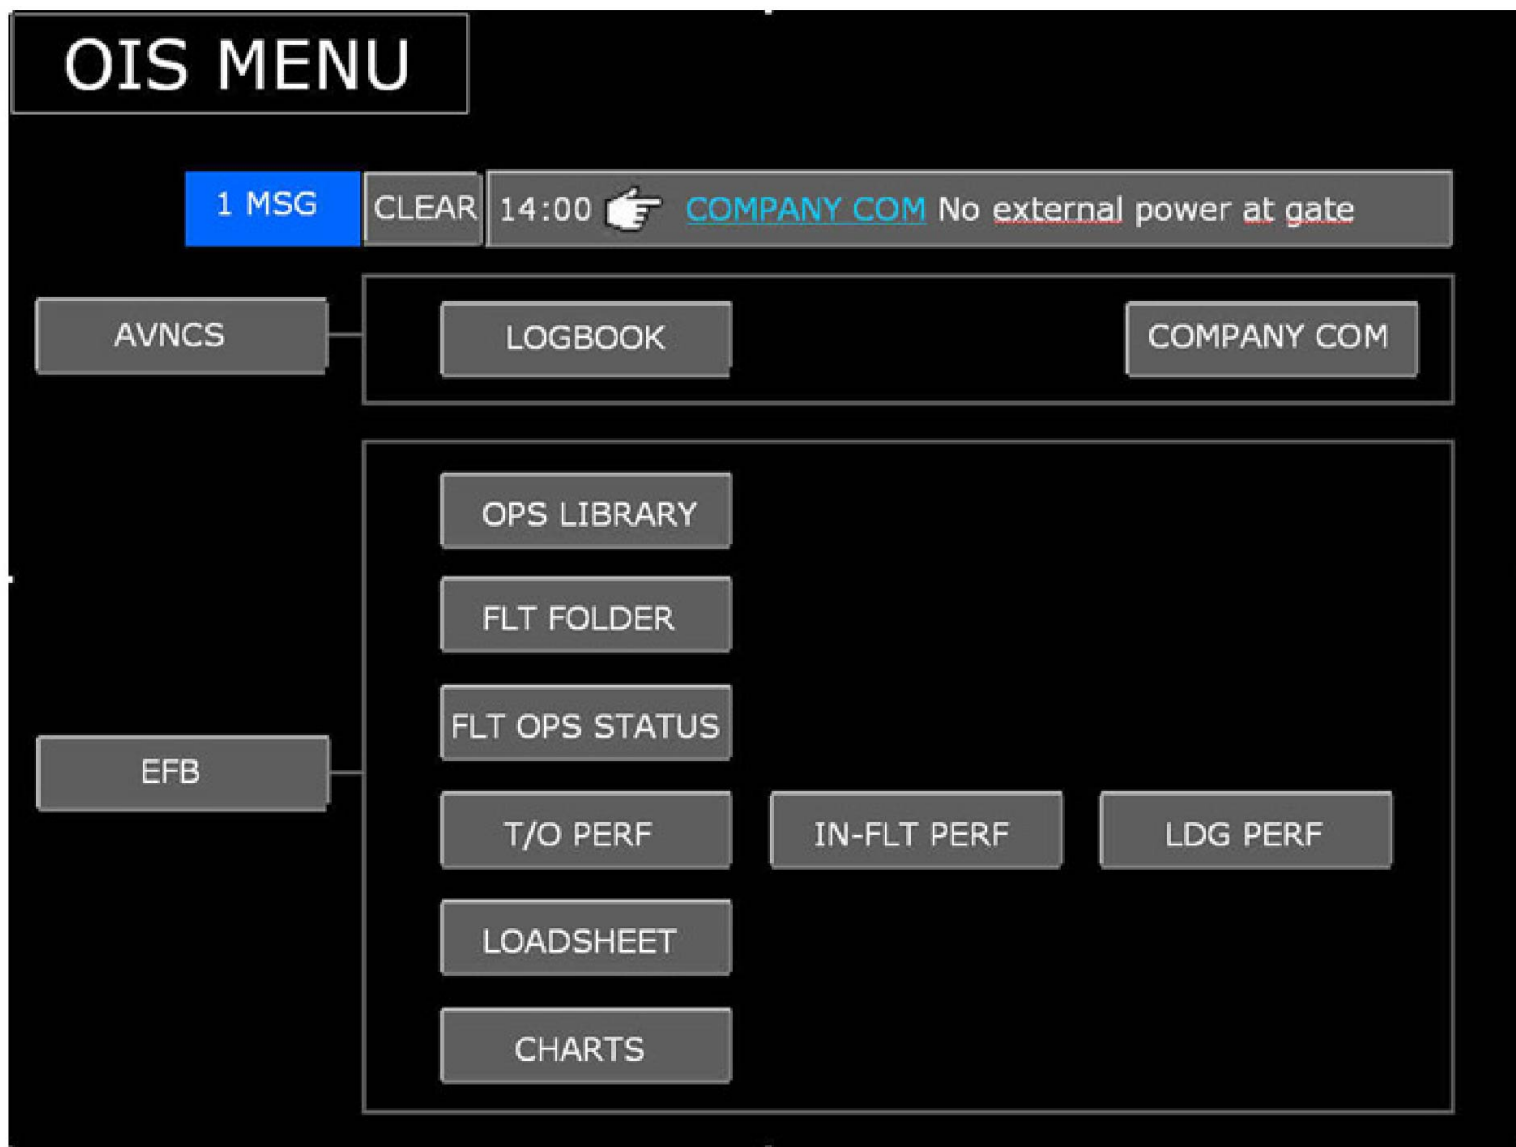 OIS MENU
1 MSG CLEAR 14:00 COMPANY COM No external power at gate
AVNCS LOGBOOK COMPANY COM
OPS LIBRARY
FLT FOLDER
FLT OPS STATUS
EFB
T/O PERF IN-FLT PERF LDG PERF
LOADSHEET
CHARTS